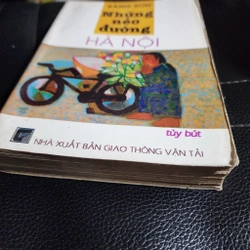 Những
nẻo
đường
HÀ NỘI
tùy bút
NHÀ XUẤT BẢN GIAO THÔNG VẬN TẢI